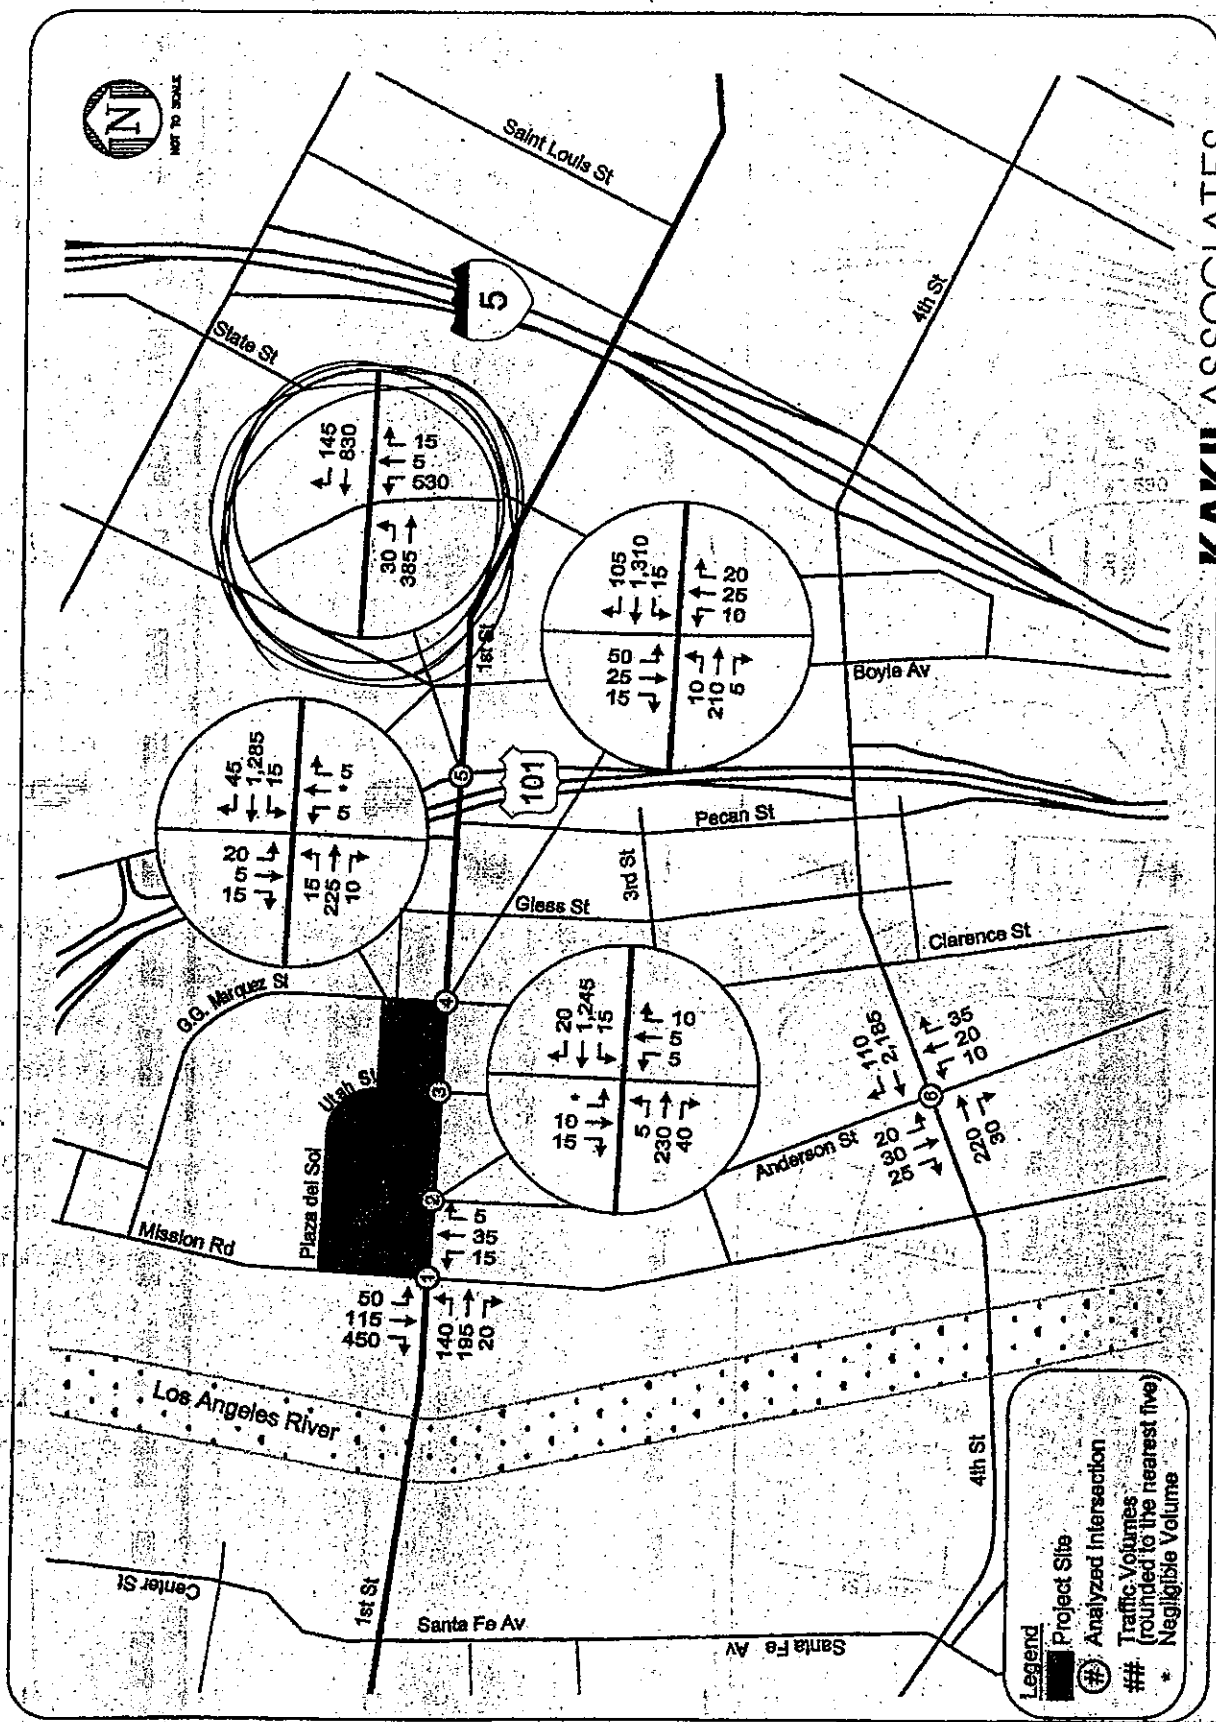 N
NOT TO SCALE
Saint Louis St
State St
5
4th St
145
830
30
385
530
5
15
1st St
105
1,310
15
50
25
15
10
210
5
10
25
20
Boyle Av
45
1,285
15
20
5
15
15
225
10
5
*
5
5
101
Pecan St
3rd St
Gless St
Clarence St
G.G. Marquez St
4
Utah St
3
20
1,245
15
*
10
15
5
230
40
5
5
10
110
2,185
20
30
25
220
30
10
20
35
6
Anderson St
Plaza del Sol
Mission Rd
2
1
50
115
450
140
195
20
15
35
5
Los Angeles River
4th St
Center St
1st St
Santa Fe Av
Santa Fe Av
Legend
Project Site
# Analyzed Intersection
## Traffic Volumes
(rounded to the nearest five)
* Negligible Volume
KAKU ASSOCIATES